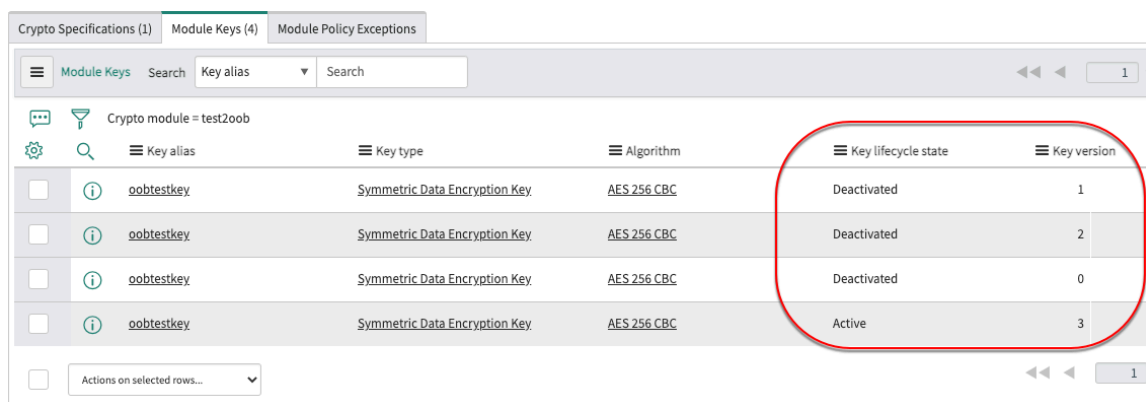 Crypto Specifications (1) Module Keys (4) Module Policy Exceptions
Module Keys Search Key alias Search 1
Crypto module = test2oob
Key alias Key type Algorithm Key lifecycle state Key version
oobtestkey Symmetric Data Encryption Key AES 256 CBC Deactivated 1
oobtestkey Symmetric Data Encryption Key AES 256 CBC Deactivated 2
oobtestkey Symmetric Data Encryption Key AES 256 CBC Deactivated 0
oobtestkey Symmetric Data Encryption Key AES 256 CBC Active 3
Actions on selected rows... 1